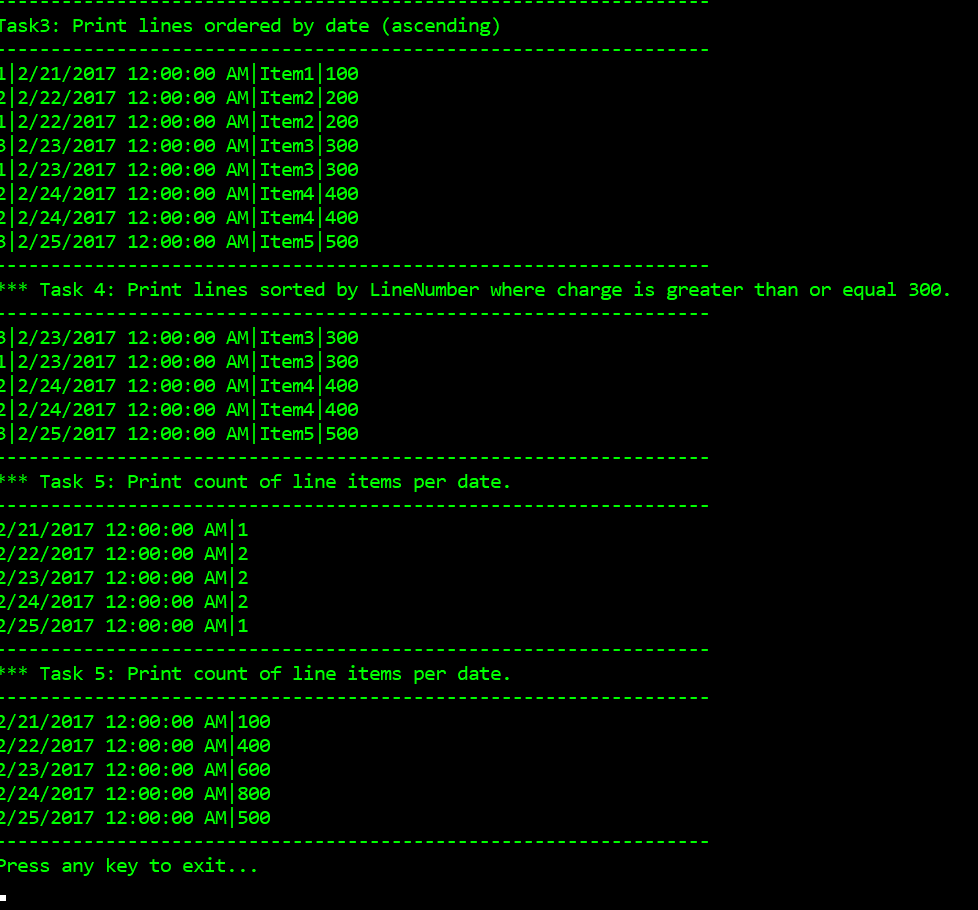 -----------------------------------------------------------------
Task3: Print lines ordered by date (ascending)
-----------------------------------------------------------------
1|2/21/2017 12:00:00 AM|Item1|100
2|2/22/2017 12:00:00 AM|Item2|200
1|2/22/2017 12:00:00 AM|Item2|200
3|2/23/2017 12:00:00 AM|Item3|300
1|2/23/2017 12:00:00 AM|Item3|300
2|2/24/2017 12:00:00 AM|Item4|400
2|2/24/2017 12:00:00 AM|Item4|400
3|2/25/2017 12:00:00 AM|Item5|500
-----------------------------------------------------------------
*** Task 4: Print lines sorted by LineNumber where charge is greater than or equal 300.
-----------------------------------------------------------------
3|2/23/2017 12:00:00 AM|Item3|300
1|2/23/2017 12:00:00 AM|Item3|300
2|2/24/2017 12:00:00 AM|Item4|400
2|2/24/2017 12:00:00 AM|Item4|400
3|2/25/2017 12:00:00 AM|Item5|500
-----------------------------------------------------------------
*** Task 5: Print count of line items per date.
-----------------------------------------------------------------
2/21/2017 12:00:00 AM|1
2/22/2017 12:00:00 AM|2
2/23/2017 12:00:00 AM|2
2/24/2017 12:00:00 AM|2
2/25/2017 12:00:00 AM|1
-----------------------------------------------------------------
*** Task 5: Print count of line items per date.
-----------------------------------------------------------------
2/21/2017 12:00:00 AM|100
2/22/2017 12:00:00 AM|400
2/23/2017 12:00:00 AM|600
2/24/2017 12:00:00 AM|800
2/25/2017 12:00:00 AM|500
-----------------------------------------------------------------
Press any key to exit...